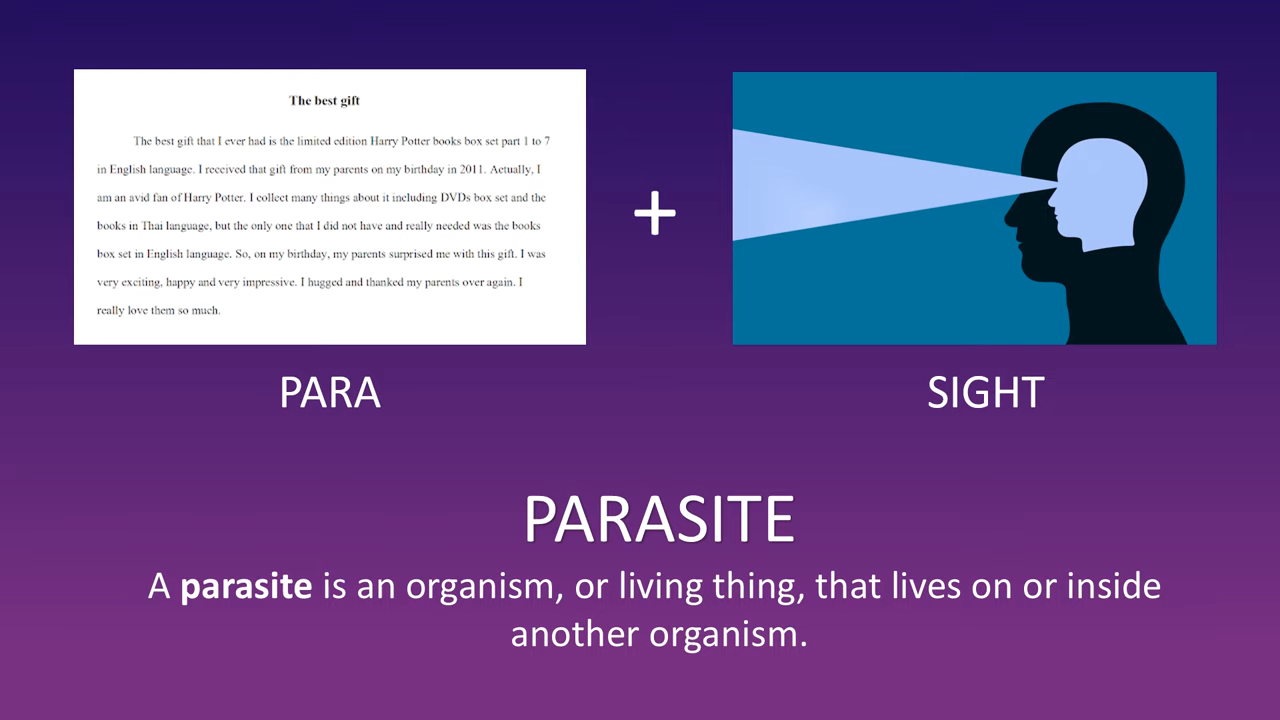 The best gift
The best gift that I ever had is the limited edition Harry Potter books box set part 1 to 7
in English language. I received that gift from my parents on my birthday in 2011. Actually, I
am an avid fan of Harry Potter. I collect many things about it including DVDs box set and the
books in Thai language, but the only one that I did not have and really needed was the books
box set in English language. So, on my birthday, my parents surprised me with this gift. I was
very exciting, happy and very impressive. I hugged and thanked my parents over again. I
really love them so much.
+
PARA
SIGHT
PARASITE
A parasite is an organism, or living thing, that lives on or inside
another organism.